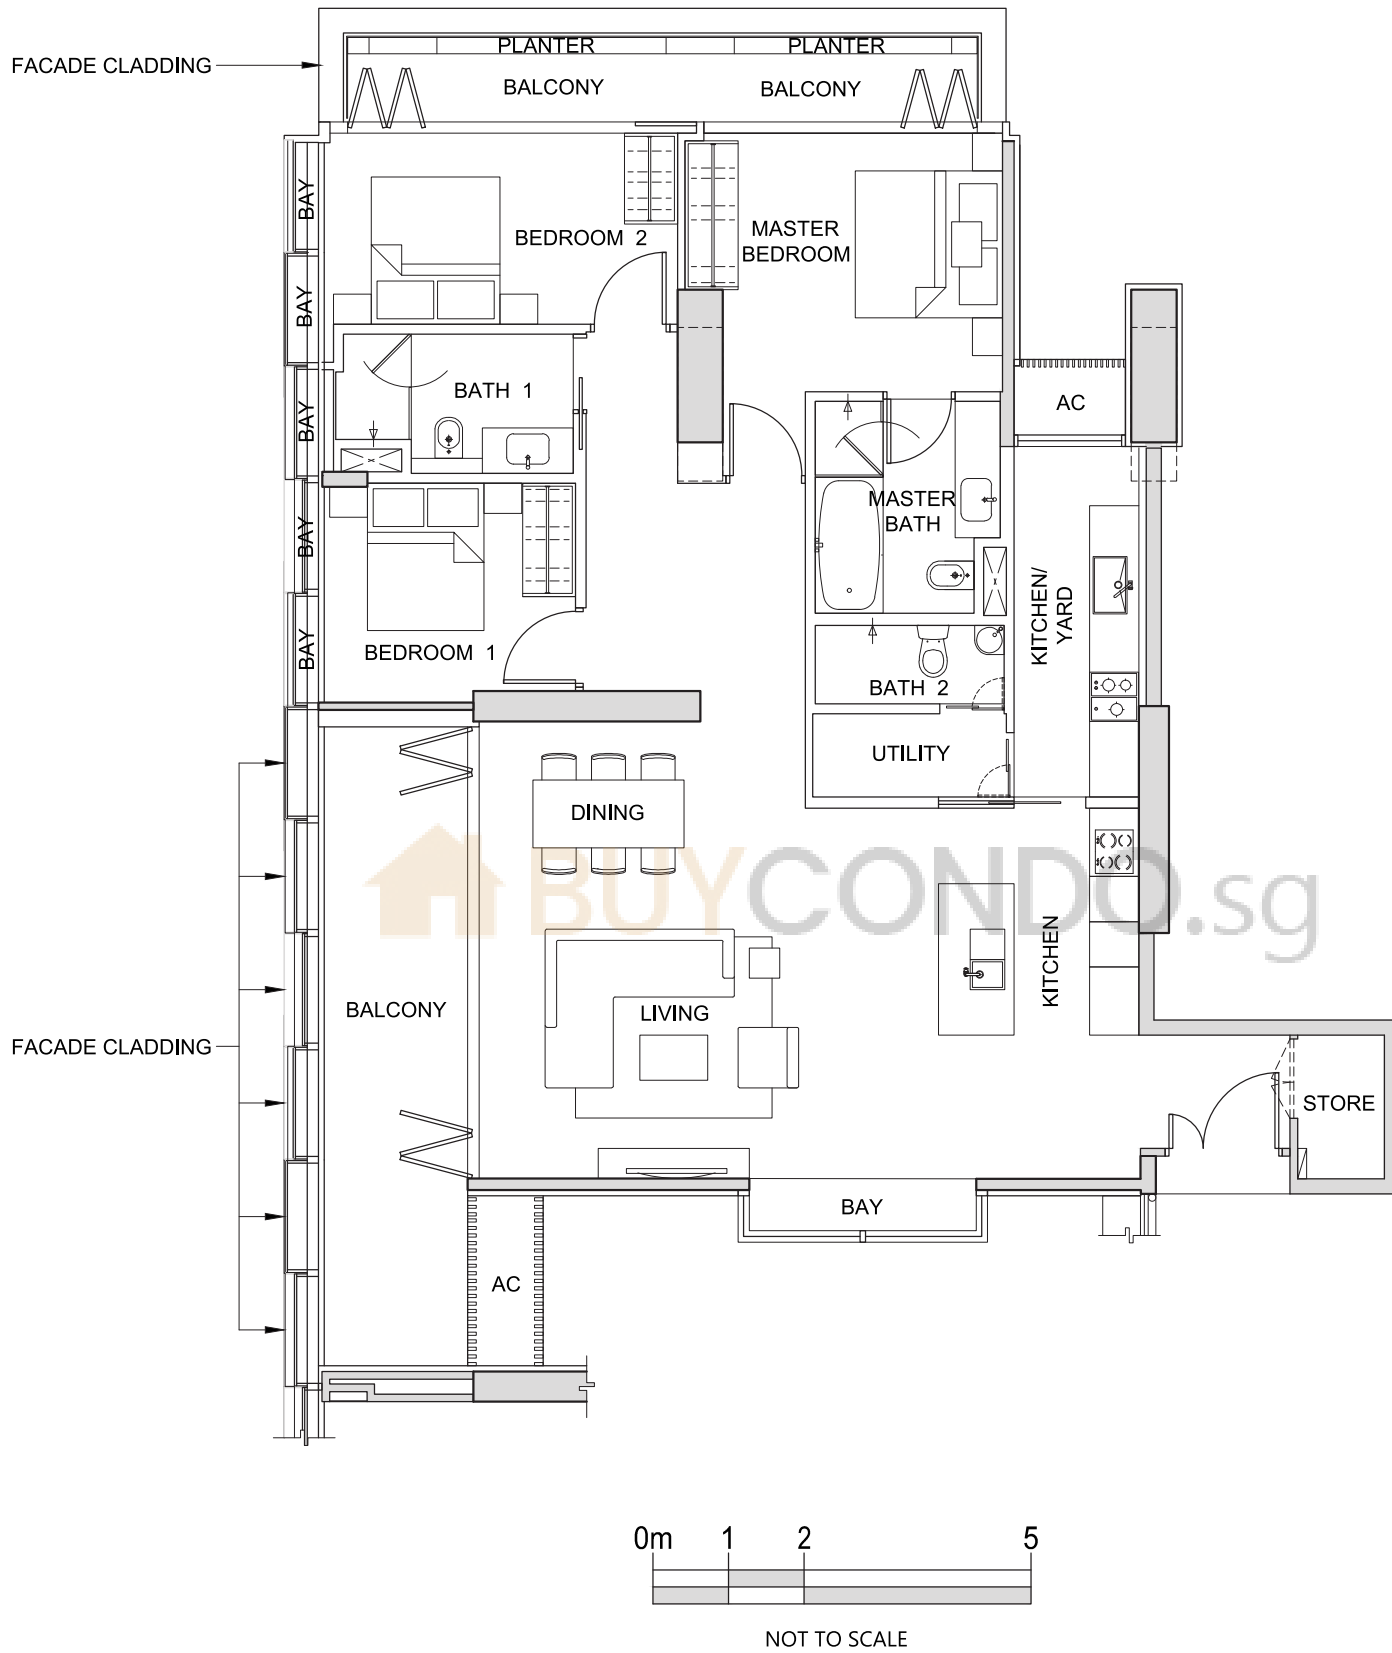 PLANTER
PLANTER
FACADE CLADDING
BALCONY
BALCONY
BAY
BEDROOM 2
MASTER
BEDROOM
BAY
BATH 1
AC
BAY
MASTER
BATH
BAY
KITCHEN/
YARD
BAY
BEDROOM 1
BATH 2
UTILITY
DINING
BUYCONDO.sg
KITCHEN
BALCONY
LIVING
FACADE CLADDING
STORE
BAY
AC
0m 1 2 5
NOT TO SCALE